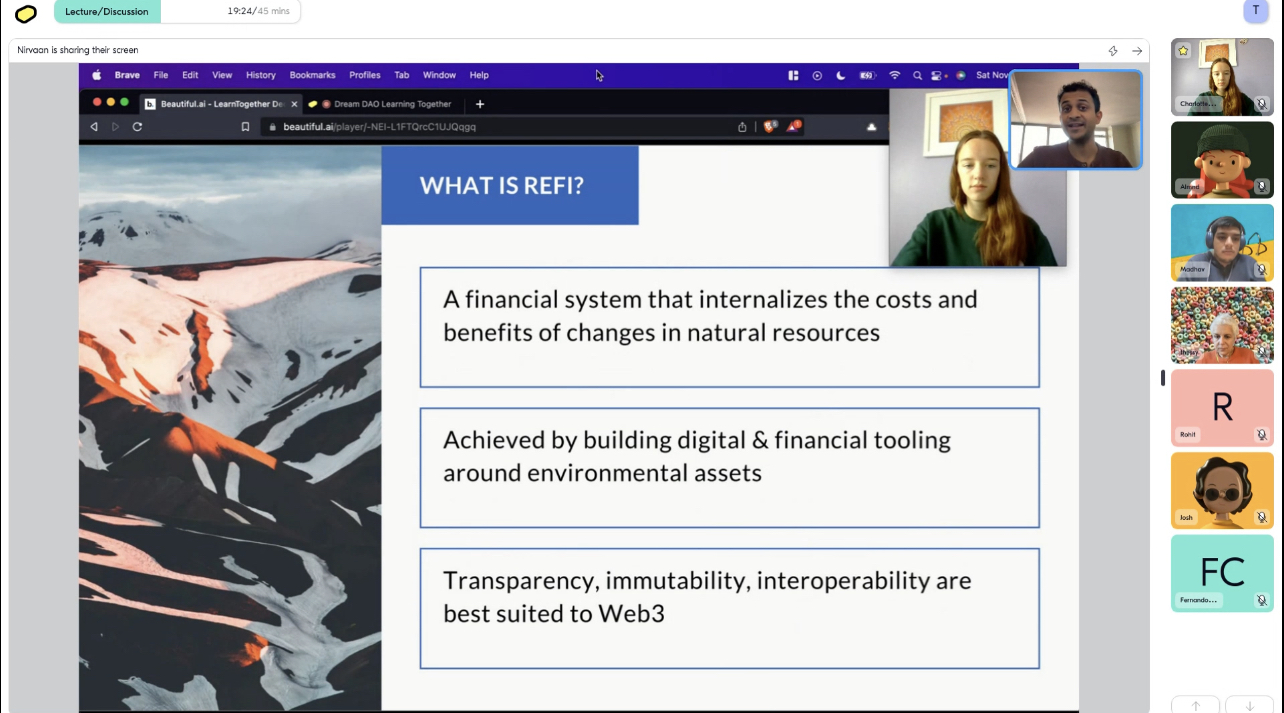 Lecture/Discussion
19:24/45 mins
T
Nirvaan is sharing their screen
Brave File Edit View History Bookmarks Profiles Tab Window Help
Sat Nov
b. Beautiful.ai - LearnTogether De
Dream DAO Learning Together
beautiful.ai/player/-NEI-L1FTQrcC1UJQqgq
WHAT IS REFI?
A financial system that internalizes the costs and
benefits of changes in natural resources
Achieved by building digital & financial tooling
around environmental assets
Transparency, immutability, interoperability are
best suited to Web3
Charlotte...
Madhav
R
Rohit
Josh
FC
Fernando...